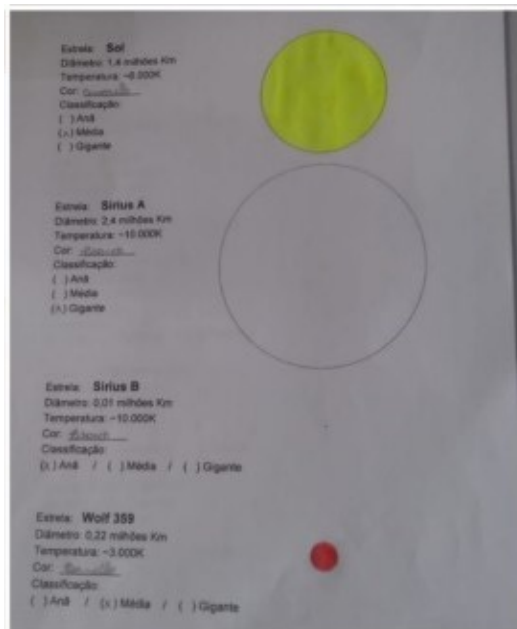 Estrela: Sol
Diâmetro: 1,4 milhões Km
Temperatura: ~6.000K
Cor:
Classificação:
( ) Anã
(x) Média
( ) Gigante
Estrela: Sirius A
Diâmetro: 2,4 milhões Km
Temperatura: ~10.000K
Cor: Branca
Classificação:
( ) Anã
( ) Média
(x) Gigante
Estrela: Sirius B
Diâmetro: 0,01 milhões Km
Temperatura: ~10.000K
Cor: Branca
Classificação:
(x) Anã / ( ) Média / ( ) Gigante
Estrela: Wolf 359
Diâmetro: 0,22 milhões Km
Temperatura: ~3.000K
Cor:
Classificação:
( ) Anã / (x) Média / ( ) Gigante